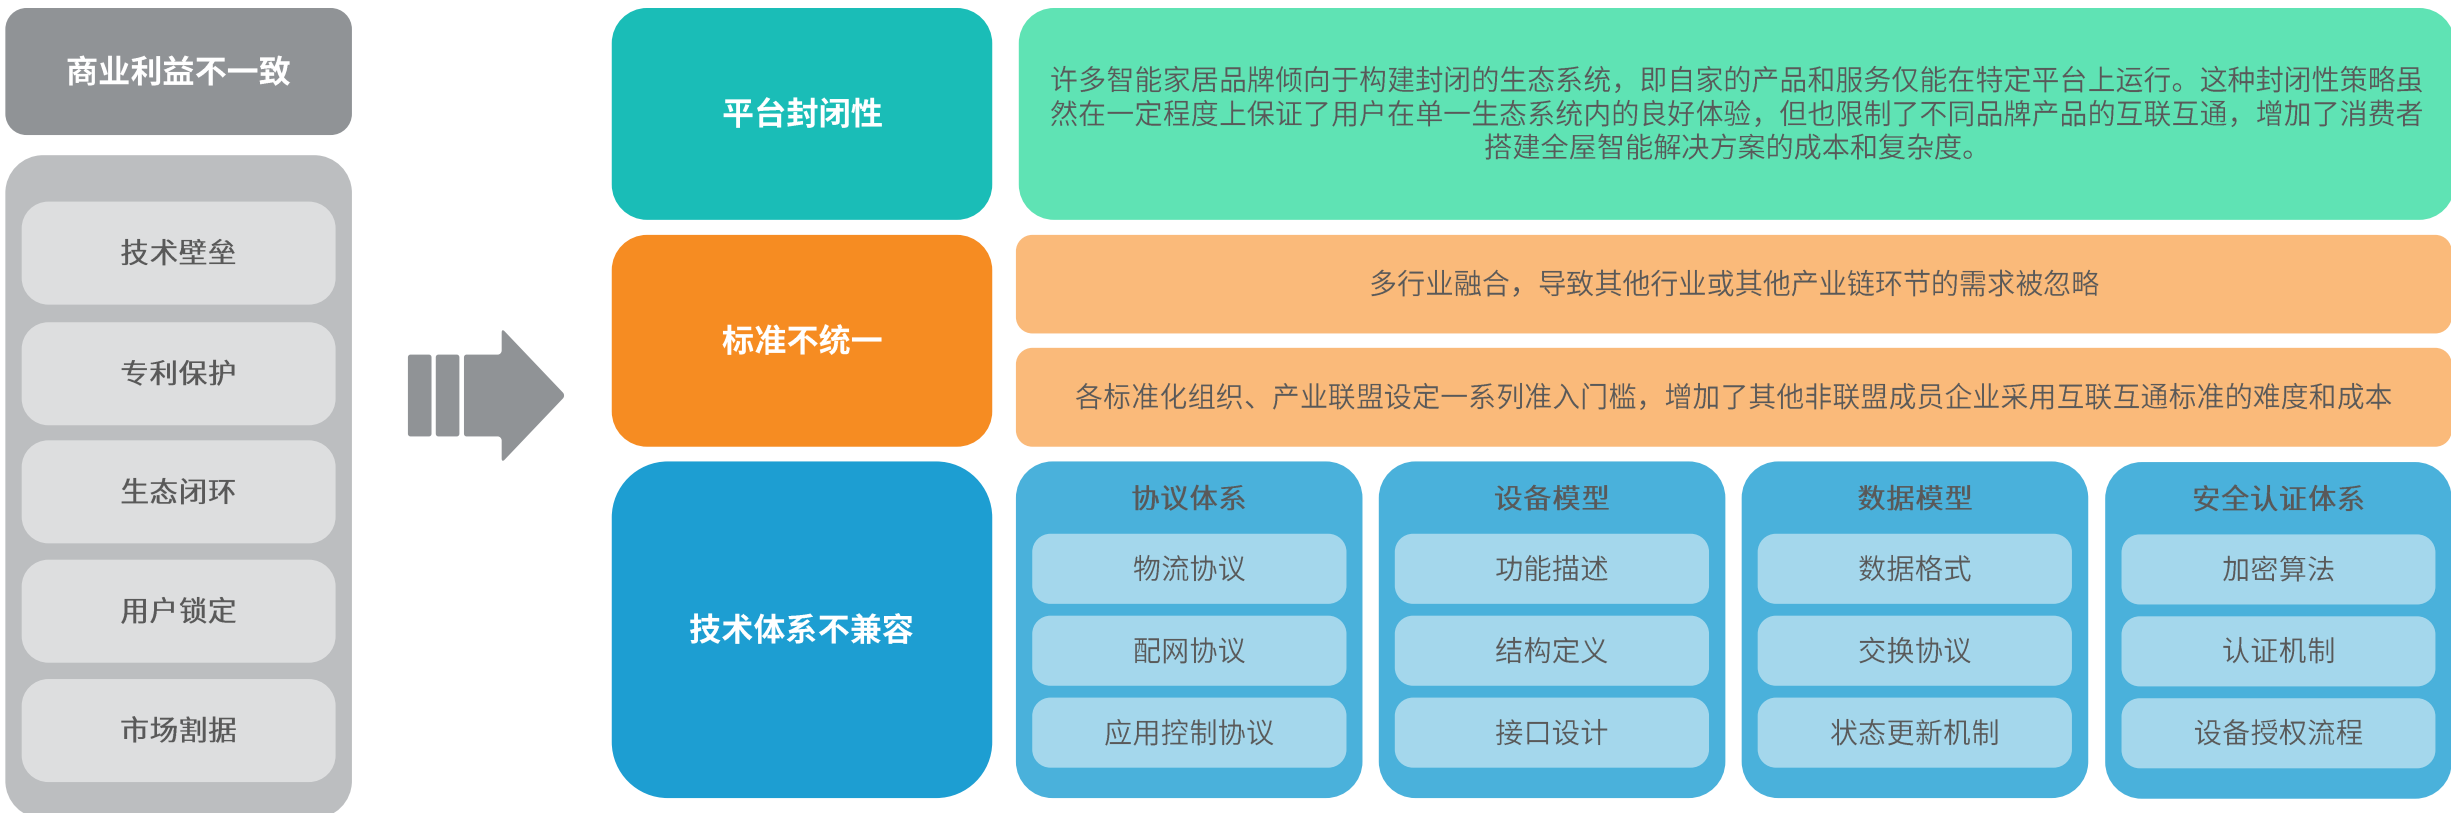 商业利益不一致
技术壁垒
专利保护
生态闭环
用户锁定
市场割据
平台封闭性
许多智能家居品牌倾向于构建封闭的生态系统，即自家的产品和服务仅能在特定平台上运行。这种封闭性策略虽
然在一定程度上保证了用户在单一生态系统内的良好体验，但也限制了不同品牌产品的互联互通，增加了消费者
搭建全屋智能解决方案的成本和复杂度。
标准不统一
多行业融合，导致其他行业或其他产业链环节的需求被忽略
各标准化组织、产业联盟设定一系列准入门槛，增加了其他非联盟成员企业采用互联互通标准的难度和成本
技术体系不兼容
协议体系
物流协议
配网协议
应用控制协议
设备模型
功能描述
结构定义
接口设计
数据模型
数据格式
交换协议
状态更新机制
安全认证体系
加密算法
认证机制
设备授权流程